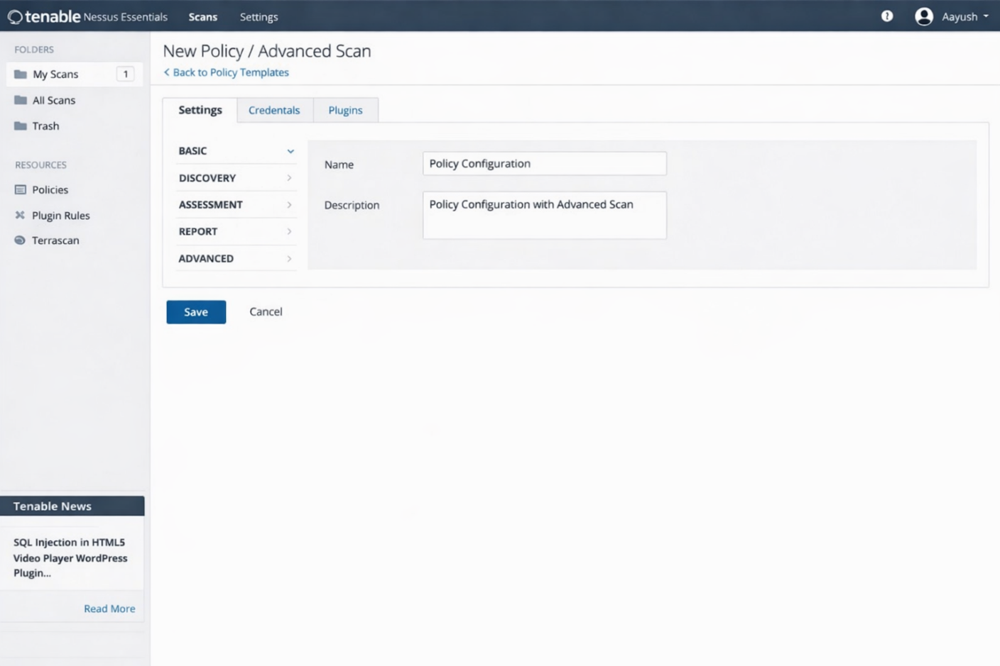 tenable Nessus Essentials Scans Settings ? Aayush
FOLDERS
My Scans 1
All Scans
Trash
RESOURCES
Policies
Plugin Rules
Terrascan
Tenable News
SQL Injection in HTML5
Video Player WordPress
Plugin...
Read More
New Policy / Advanced Scan
< Back to Policy Templates
Settings Credentals Plugins
BASIC
DISCOVERY
ASSESSMENT
REPORT
ADVANCED
Name Policy Configuration
Description Policy Configuration with Advanced Scan
Save Cancel